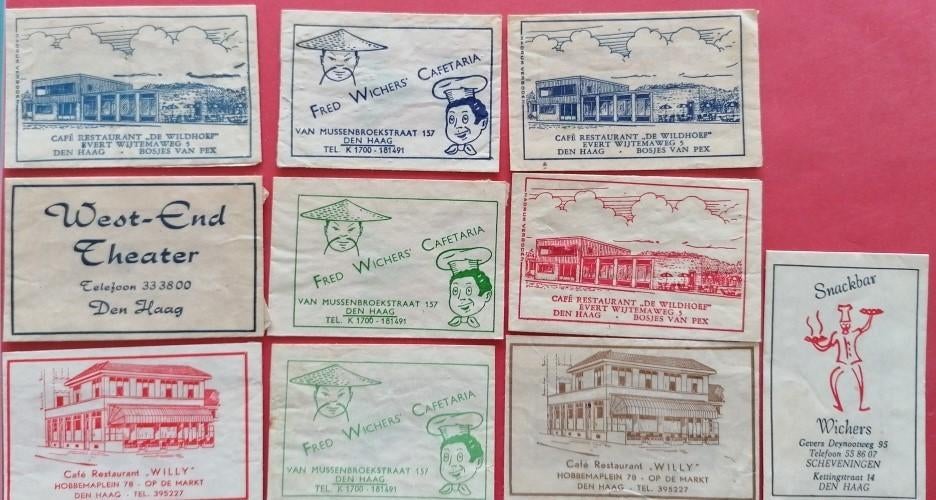 NADRUK VERBODEN
CAFÉ RESTAURANT „DE WILDHOEF"
EVERT WIJTEMAWEG 5
DEN HAAG - BOSJES VAN PEX
FRED WICHERS' CAFETARIA
VAN MUSSENBROEKSTRAAT 157
DEN HAAG
TEL. K 1700 - 181491
NADRUK VERBODEN
CAFÉ RESTAURANT „DE WILDHOEF"
EVERT WIJTEMAWEG 5
DEN HAAG - BOSJES VAN PEX
West-End
Theater
Telefoon 333800
Den Haag
FRED WICHERS' CAFETARIA
VAN MUSSENBROEKSTRAAT 157
DEN HAAG
TEL. K 1700 - 181491
NADRUK VERBODEN
CAFÉ RESTAURANT „DE WILDHOEF"
EVERT WIJTEMAWEG 5
DEN HAAG - BOSJES VAN PEX
Café Restaurant „WILLY"
HOBBEMAPLEIN 78 - OP DE MARKT
DEN HAAG - TEL. 395227
FRED WICHERS' CAFETARIA
VAN MUSSENBROEKSTRAAT 157
DEN HAAG
TEL. K 1700 - 181491
Café Restaurant „WILLY"
HOBBEMAPLEIN 78 - OP DE MARKT
DEN HAAG - TEL. 395227
Snackbar
Wichers
Gevers Deynootweg 95
Telefoon 55 86 07
SCHEVENINGEN
Kettingstraat 14
DEN HAAG